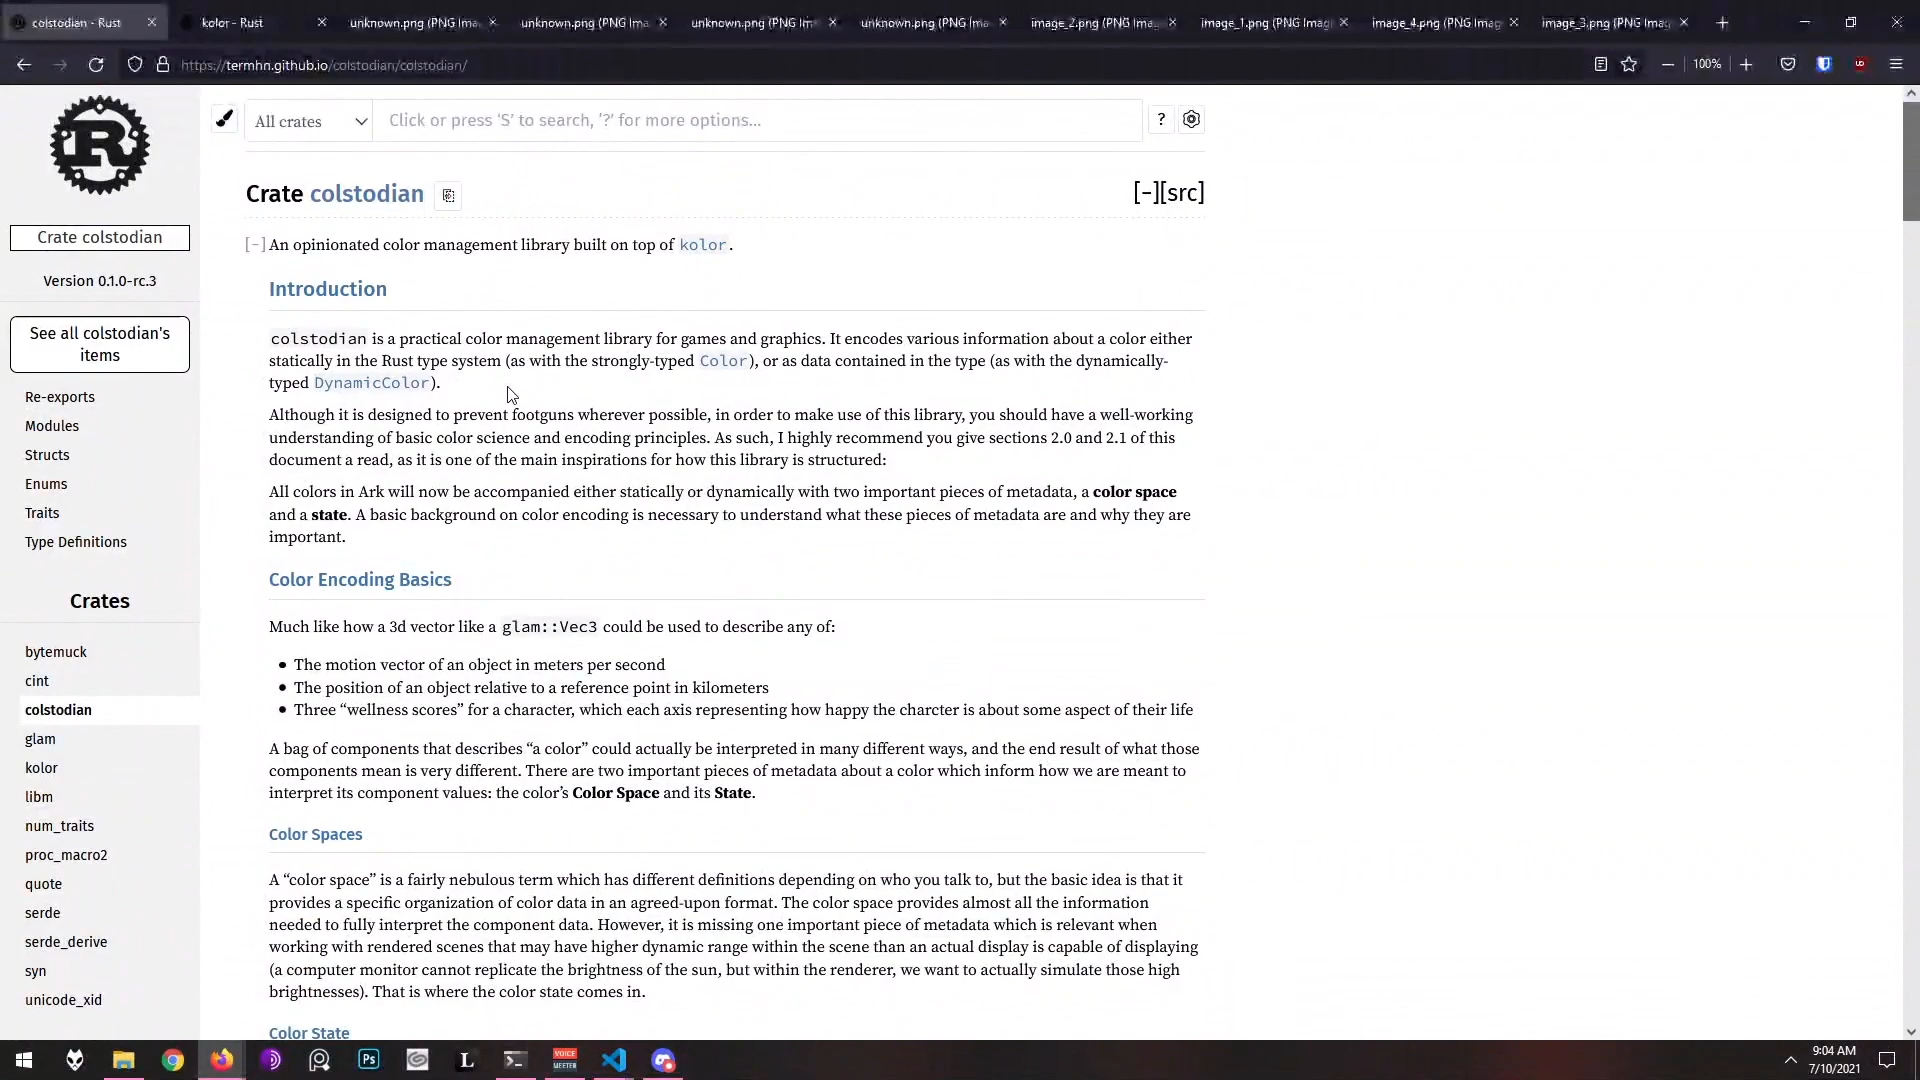 colstodian - Rust
kolor - Rust
unknown.png (PNG Ima
unknown.png (PNG Ima
unknown.png (PNG Im
unknown.png (PNG Ima
image_2.png (PNG Ima
image_1.png (PNG Imag
image_4.png (PNG Imag
image_3.png (PNG Imag
https://termhn.github.io/colstodian/colstodian/
100%
All crates
Click or press ‘S’ to search, ‘?’ for more options…
?
Crate colstodian
Version 0.1.0-rc.3
See all colstodian's
items
Re-exports
Modules
Structs
Enums
Traits
Type Definitions
Crates
bytemuck
cint
colstodian
glam
kolor
libm
num_traits
proc_macro2
quote
serde
serde_derive
syn
unicode_xid
Crate colstodian
[-][src]
[-] An opinionated color management library built on top of kolor.
Introduction
colstodian is a practical color management library for games and graphics. It encodes various information about a color either
statically in the Rust type system (as with the strongly-typed Color), or as data contained in the type (as with the dynamically-
typed DynamicColor).
Although it is designed to prevent footguns wherever possible, in order to make use of this library, you should have a well-working
understanding of basic color science and encoding principles. As such, I highly recommend you give sections 2.0 and 2.1 of this
document a read, as it is one of the main inspirations for how this library is structured:
All colors in Ark will now be accompanied either statically or dynamically with two important pieces of metadata, a color space
and a state. A basic background on color encoding is necessary to understand what these pieces of metadata are and why they are
important.
Color Encoding Basics
Much like how a 3d vector like a glam::Vec3 could be used to describe any of:
• The motion vector of an object in meters per second
• The position of an object relative to a reference point in kilometers
• Three “wellness scores” for a character, which each axis representing how happy the charcter is about some aspect of their life
A bag of components that describes “a color” could actually be interpreted in many different ways, and the end result of what those
components mean is very different. There are two important pieces of metadata about a color which inform how we are meant to
interpret its component values: the color’s Color Space and its State.
Color Spaces
A “color space” is a fairly nebulous term which has different definitions depending on who you talk to, but the basic idea is that it
provides a specific organization of color data in an agreed-upon format. The color space provides almost all the information
needed to fully interpret the component data. However, it is missing one important piece of metadata which is relevant when
working with rendered scenes that may have higher dynamic range within the scene than an actual display is capable of displaying
(a computer monitor cannot replicate the brightness of the sun, but within the renderer, we want to actually simulate those high
brightnesses). That is where the color state comes in.
Color State
Ps
L
VOICE
MEETER
9:04 AM
7/10/2021